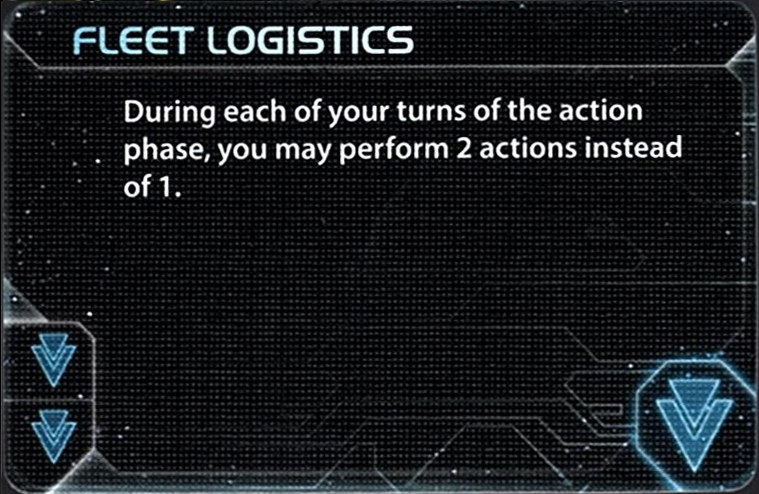 FLEET LOGISTICS
During each of your turns of the action
phase, you may perform 2 actions instead
of 1.